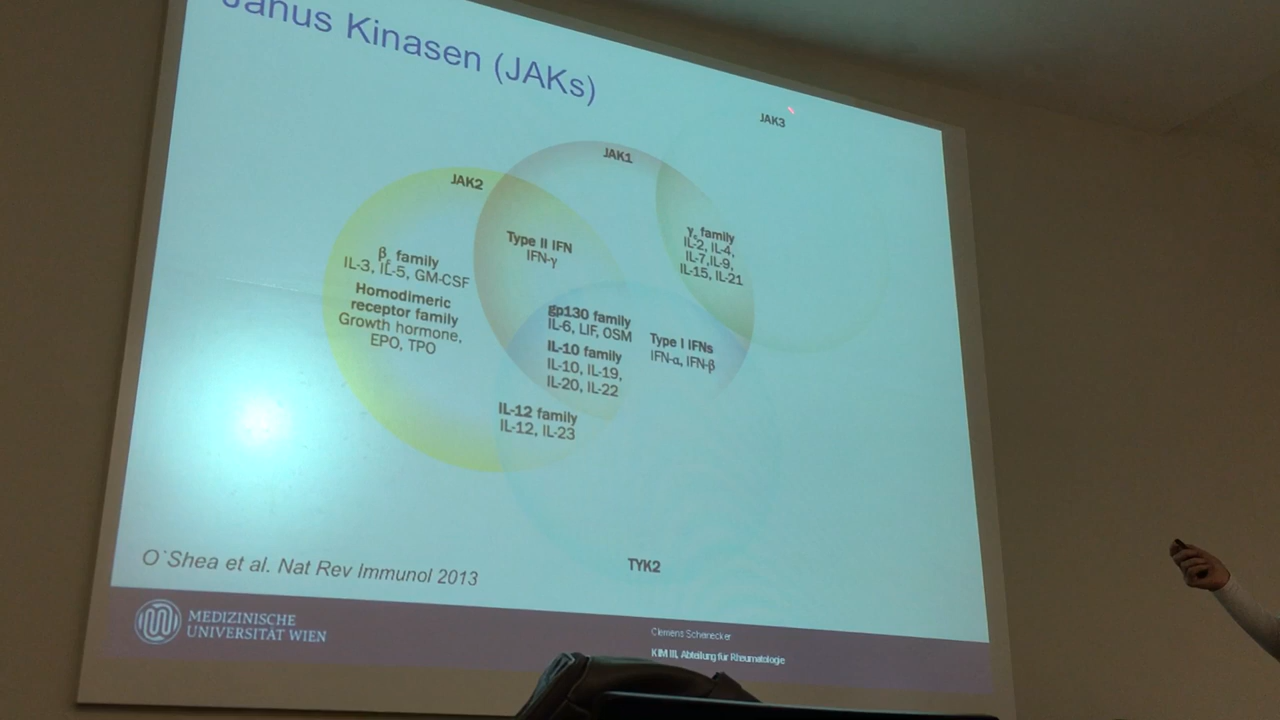 Janus Kinasen (JAKs)
JAK3
JAK1
JAK2
Type II IFN
IFN-γ
γc family
IL-2, IL-4,
IL-7, IL-9,
IL-15, IL-21
βc family
IL-3, IL-5, GM-CSF
Homodimeric
receptor family
Growth hormone,
EPO, TPO
gp130 family
IL-6, LIF, OSM
IL-10 family
IL-10, IL-19,
IL-20, IL-22
Type I IFNs
IFN-α, IFN-β
IL-12 family
IL-12, IL-23
TYK2
O`Shea et al. Nat Rev Immunol 2013
MEDIZINISCHE
UNIVERSITÄT WIEN
Clemens Scheinecker
KIM III, Abteilung für Rheumatologie